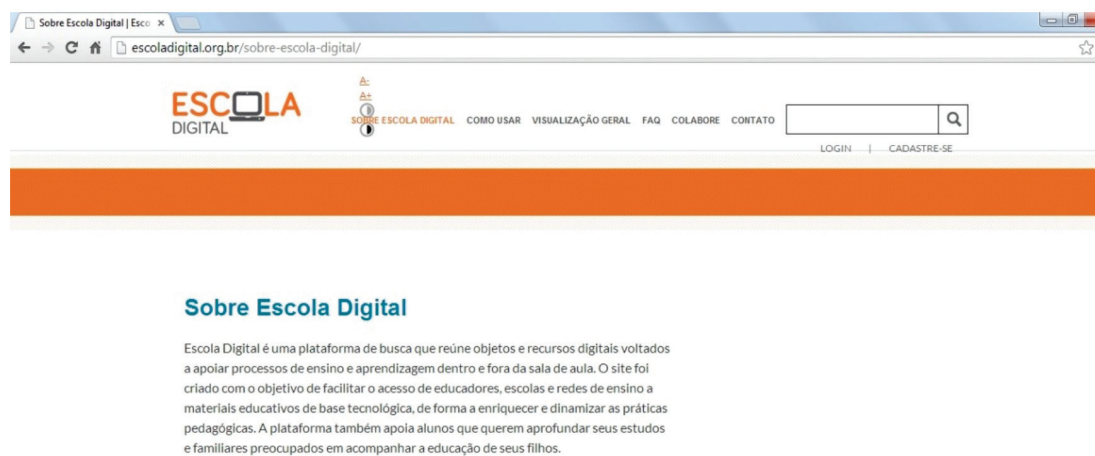 Sobre Escola Digital | Esco
escoladigital.org.br/sobre-escola-digital/
ESCOLA
DIGITAL
A-
A+
SOBRE ESCOLA DIGITAL COMO USAR VISUALIZAÇÃO GERAL FAQ COLABORE CONTATO
LOGIN | CADASTRE-SE
Sobre Escola Digital
Escola Digital é uma plataforma de busca que reúne objetos e recursos digitais voltados
a apoiar processos de ensino e aprendizagem dentro e fora da sala de aula. O site foi
criado com o objetivo de facilitar o acesso de educadores, escolas e redes de ensino a
materiais educativos de base tecnológica, de forma a enriquecer e dinamizar as práticas
pedagógicas. A plataforma também apoia alunos que querem aprofundar seus estudos
e familiares preocupados em acompanhar a educação de seus filhos.